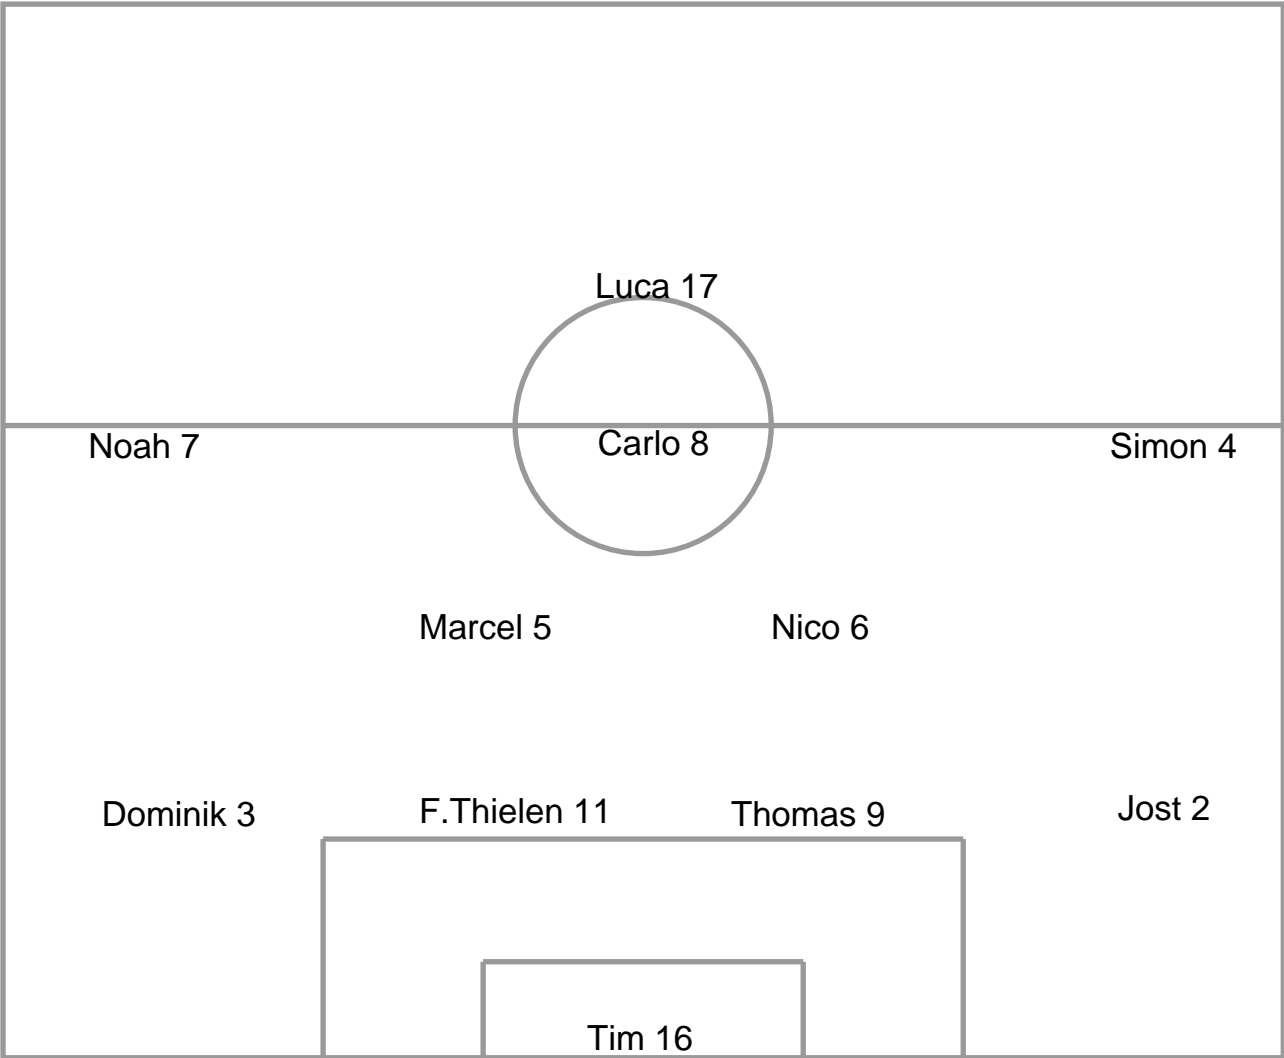 Luca 17
Noah 7
Carlo 8
Simon 4
Marcel 5
Nico 6
Dominik 3
F.Thielen 11
Thomas 9
Jost 2
Tim 16